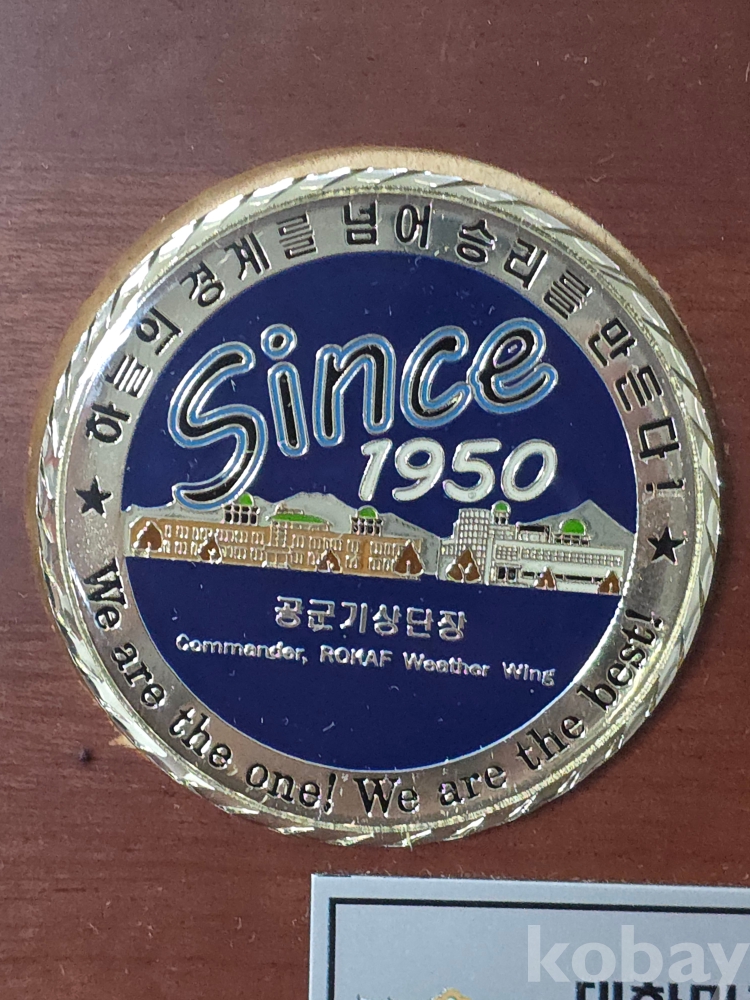 하늘의 경계를 넘어 승리를 만든다!
Since
1950
공군기상단장
Commander, ROKAF Weather Wing
★ We are the one! We are the best! ★
kobay